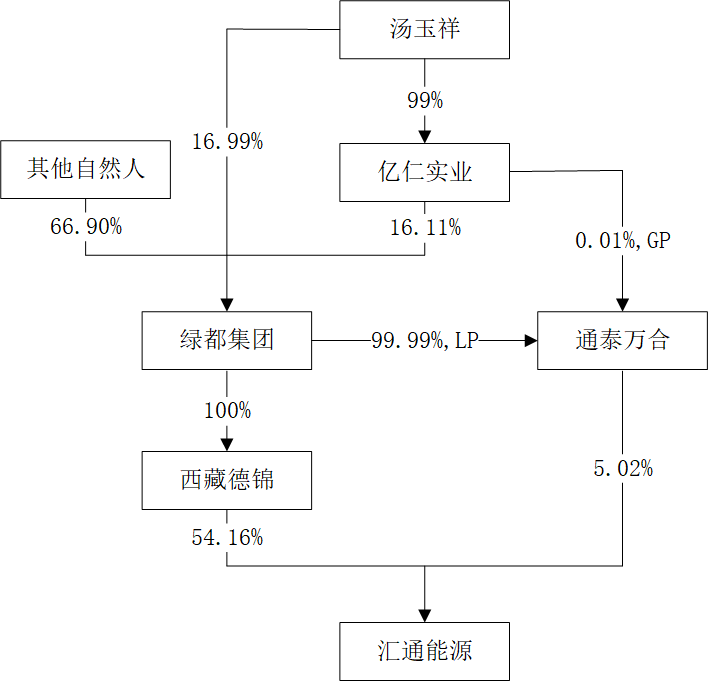 汤玉祥
99%
16.99%
其他自然人
亿仁实业
66.90%
16.11%
0.01%,GP
绿都集团
99.99%,LP
通泰万合
100%
5.02%
西藏德锦
54.16%
汇通能源